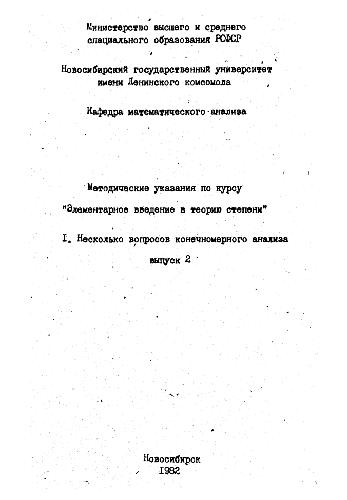 Министерство высшего и среднего
специального образования РСФСР
Новосибирский государственный университет
имени Ленинского комсомола
Кафедра математического анализа
Методические указания по курсу
"Элементарное введение в теорию степени"
I. Несколько вопросов конечномерного анализа
выпуск 2
Новосибирск
1982